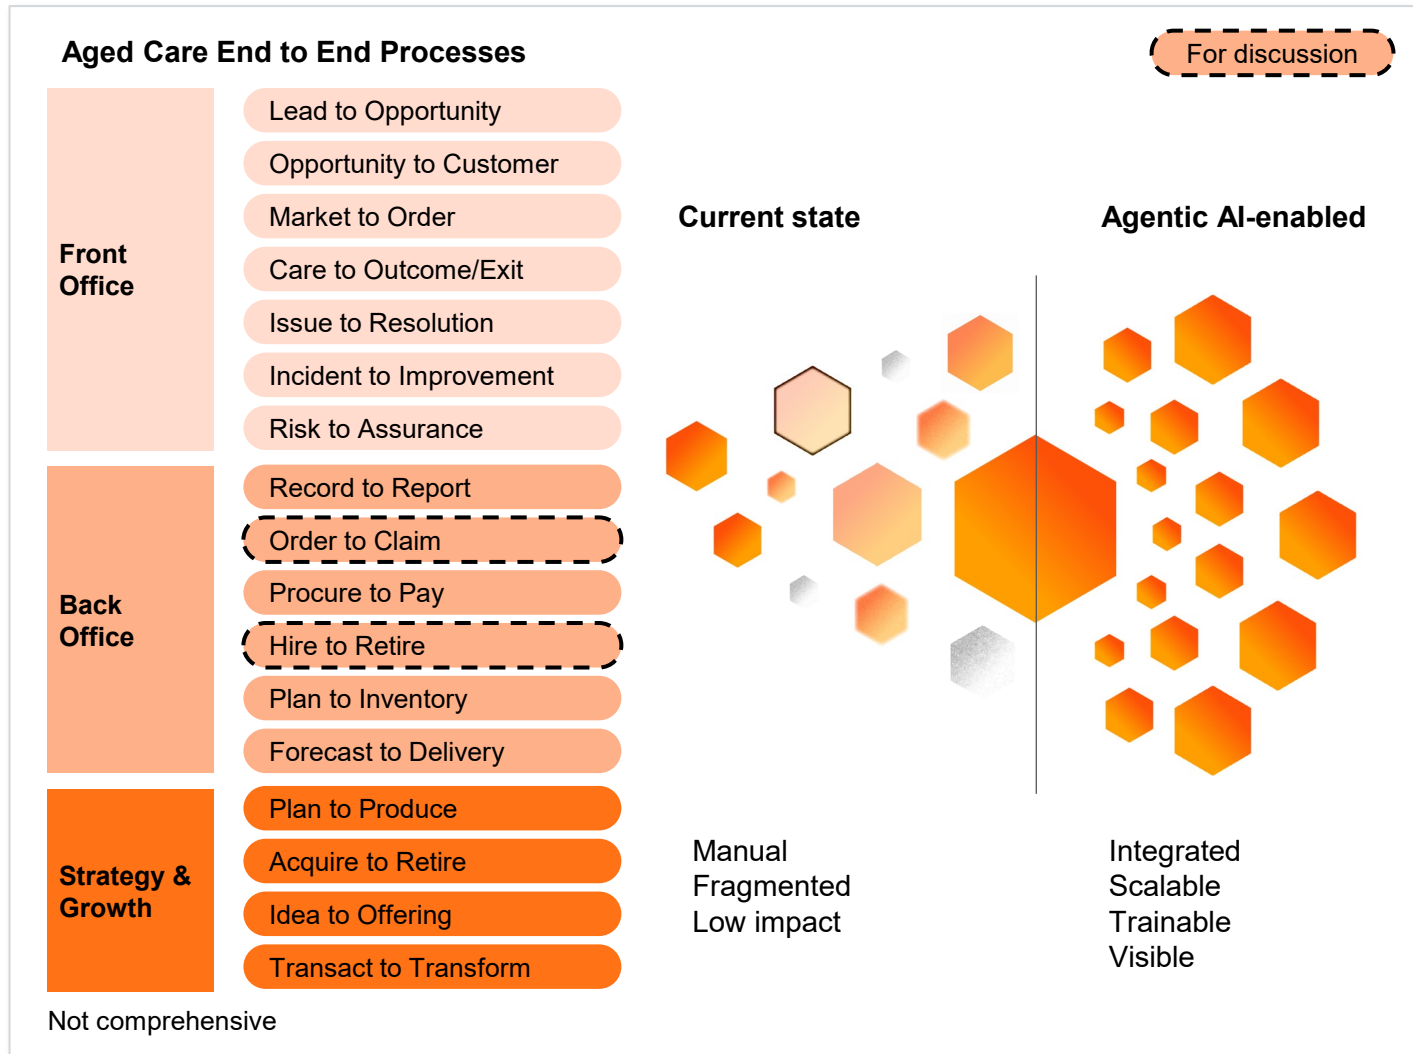 Aged Care End to End Processes
For discussion
Front
Office
Lead to Opportunity
Opportunity to Customer
Market to Order
Care to Outcome/Exit
Issue to Resolution
Incident to Improvement
Risk to Assurance
Back
Office
Record to Report
Order to Claim
Procure to Pay
Hire to Retire
Plan to Inventory
Forecast to Delivery
Strategy &
Growth
Plan to Produce
Acquire to Retire
Idea to Offering
Transact to Transform
Not comprehensive
Current state
Manual
Fragmented
Low impact
Agentic AI-enabled
Integrated
Scalable
Trainable
Visible